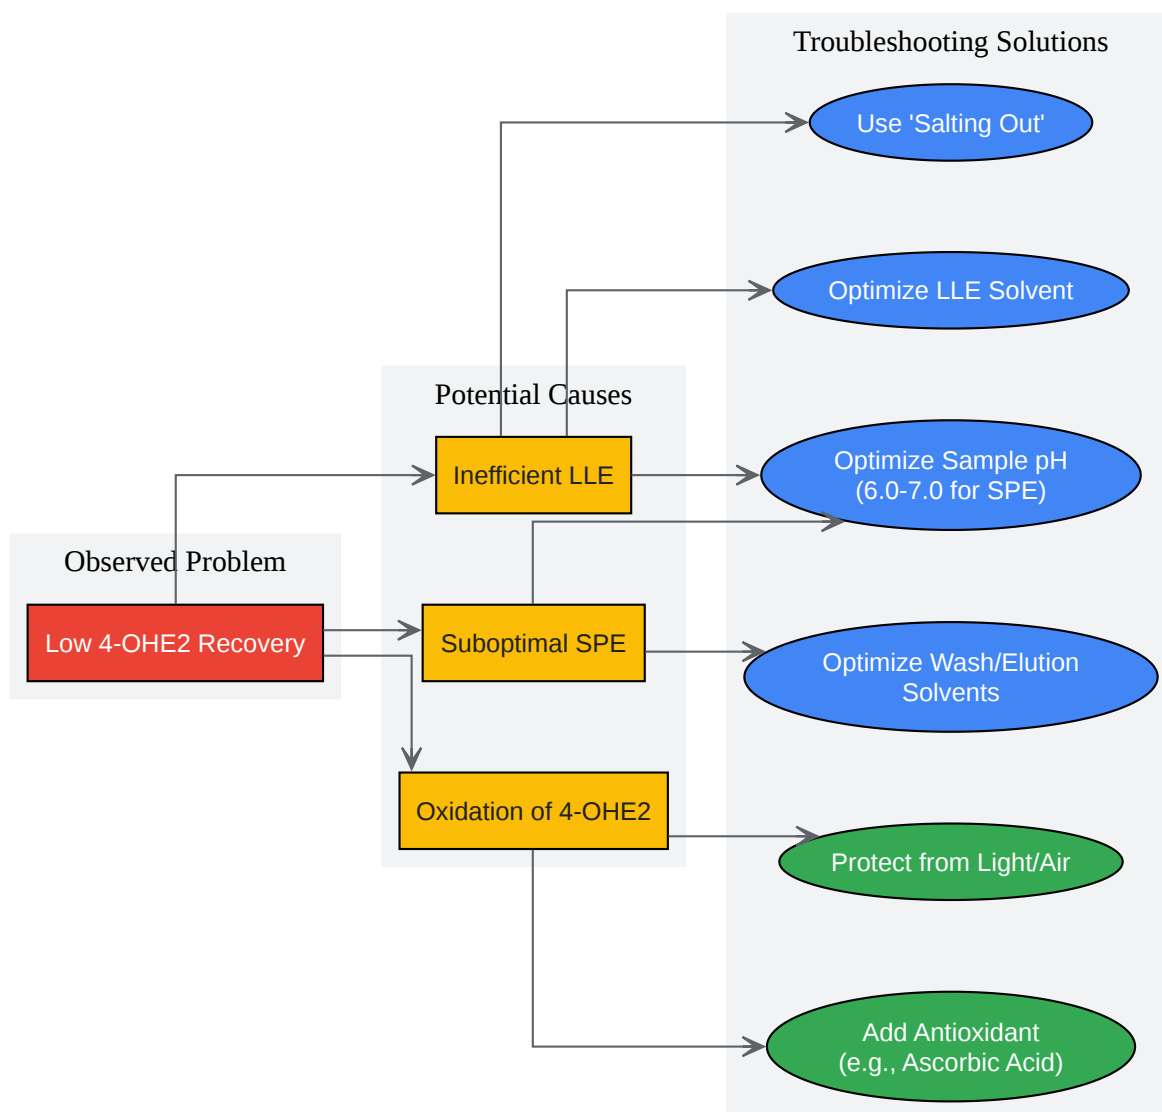 Troubleshooting Solutions
Use 'Salting Out'
Optimize LLE Solvent
Potential Causes
Optimize Sample pH
(6.0-7.0 for SPE)
Inefficient LLE
Observed Problem
Low 4-OHE2 Recovery
Suboptimal SPE
Optimize Wash/Elution
Solvents
Oxidation of 4-OHE2
Protect from Light/Air
Add Antioxidant
(e.g., Ascorbic Acid)